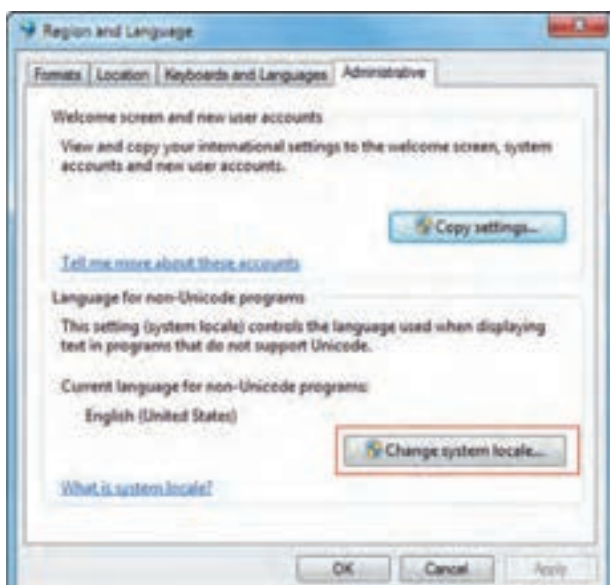 Region and Language
Formats Location Keyboards and Languages Administrative
Welcome screen and new user accounts
View and copy your international settings to the welcome screen, system
accounts and new user accounts.
Copy settings...
Tell me more about these accounts
Language for non-Unicode programs
This setting (system locale) controls the language used when displaying
text in programs that do not support Unicode.
Current language for non-Unicode programs:
English (United States)
Change system locale...
What is system locale?
OK Cancel Apply